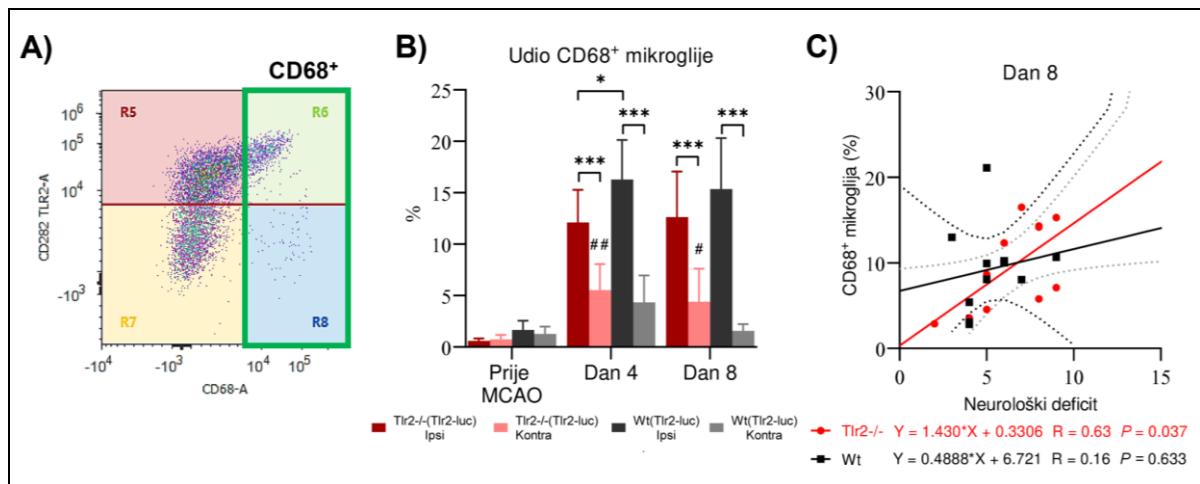 A)
CD68⁺
R5
R6
R7
R8
10⁶
10⁵
10⁴
-10³
CD282 TLR2-A
-10⁴
-10³
10⁴
10⁵
CD68-A
B)
Udio CD68⁺ mikroglije
25
20
15
10
5
0
%
*
***
***
***
***
##
#
Prije
MCAO
Dan 4
Dan 8
Tlr2-/-(Tlr2-luc)
Ipsi
Tlr2-/-(Tlr2-luc)
Kontra
Wt(Tlr2-luc)
Ipsi
Wt(Tlr2-luc)
Kontra
C)
Dan 8
30
20
10
0
CD68⁺ mikroglija (%)
0
5
10
15
Neurološki deficit
Tlr2-/- Y = 1.430*X + 0.3306 R = 0.63 P = 0.037
Wt Y = 0.4888*X + 6.721 R = 0.16 P = 0.633